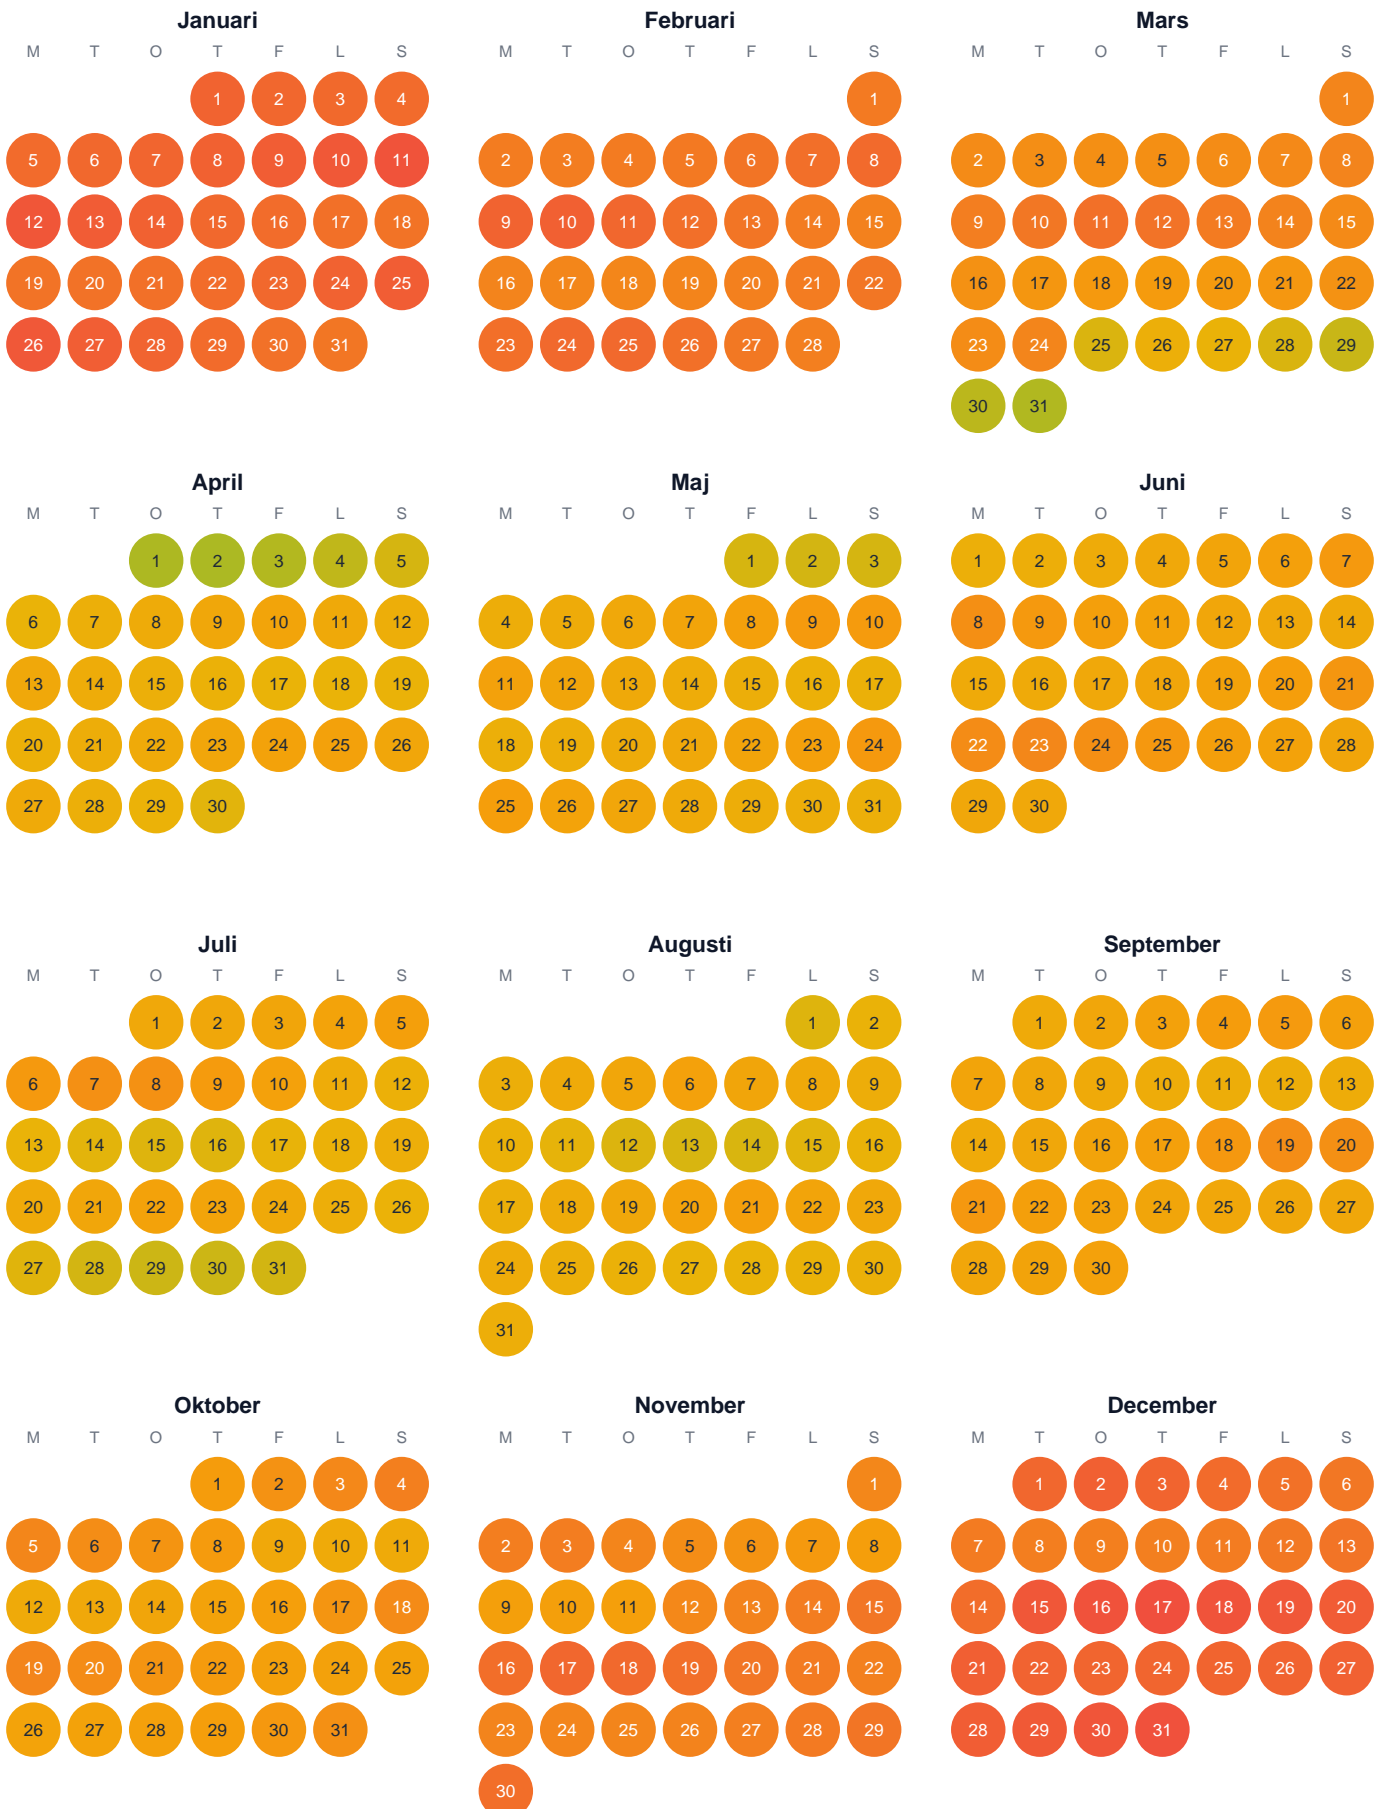 Januari Februari Mars
M T O T F L S M T O T F L S M T O T F L S
1 2 3 4 1 1
5 6 7 8 9 10 11 2 3 4 5 6 7 8 2 3 4 5 6 7 8
12 13 14 15 16 17 18 9 10 11 12 13 14 15 9 10 11 12 13 14 15
19 20 21 22 23 24 25 16 17 18 19 20 21 22 16 17 18 19 20 21 22
26 27 28 29 30 31 23 24 25 26 27 28 23 24 25 26 27 28 29
30 31
April Maj Juni
M T O T F L S M T O T F L S M T O T F L S
1 2 3 4 5 1 2 3 1 2 3 4 5 6 7
6 7 8 9 10 11 12 4 5 6 7 8 9 10 8 9 10 11 12 13 14
13 14 15 16 17 18 19 11 12 13 14 15 16 17 15 16 17 18 19 20 21
20 21 22 23 24 25 26 18 19 20 21 22 23 24 22 23 24 25 26 27 28
27 28 29 30 25 26 27 28 29 30 31 29 30
Juli Augusti September
M T O T F L S M T O T F L S M T O T F L S
1 2 3 4 5 1 2 1 2 3 4 5 6
6 7 8 9 10 11 12 3 4 5 6 7 8 9 7 8 9 10 11 12 13
13 14 15 16 17 18 19 10 11 12 13 14 15 16 14 15 16 17 18 19 20
20 21 22 23 24 25 26 17 18 19 20 21 22 23 21 22 23 24 25 26 27
27 28 29 30 31 24 25 26 27 28 29 30 28 29 30
31
Oktober November December
M T O T F L S M T O T F L S M T O T F L S
1 2 3 4 1 1 2 3 4 5 6
5 6 7 8 9 10 11 2 3 4 5 6 7 8 7 8 9 10 11 12 13
12 13 14 15 16 17 18 9 10 11 12 13 14 15 14 15 16 17 18 19 20
19 20 21 22 23 24 25 16 17 18 19 20 21 22 21 22 23 24 25 26 27
26 27 28 29 30 31 23 24 25 26 27 28 29 28 29 30 31
30